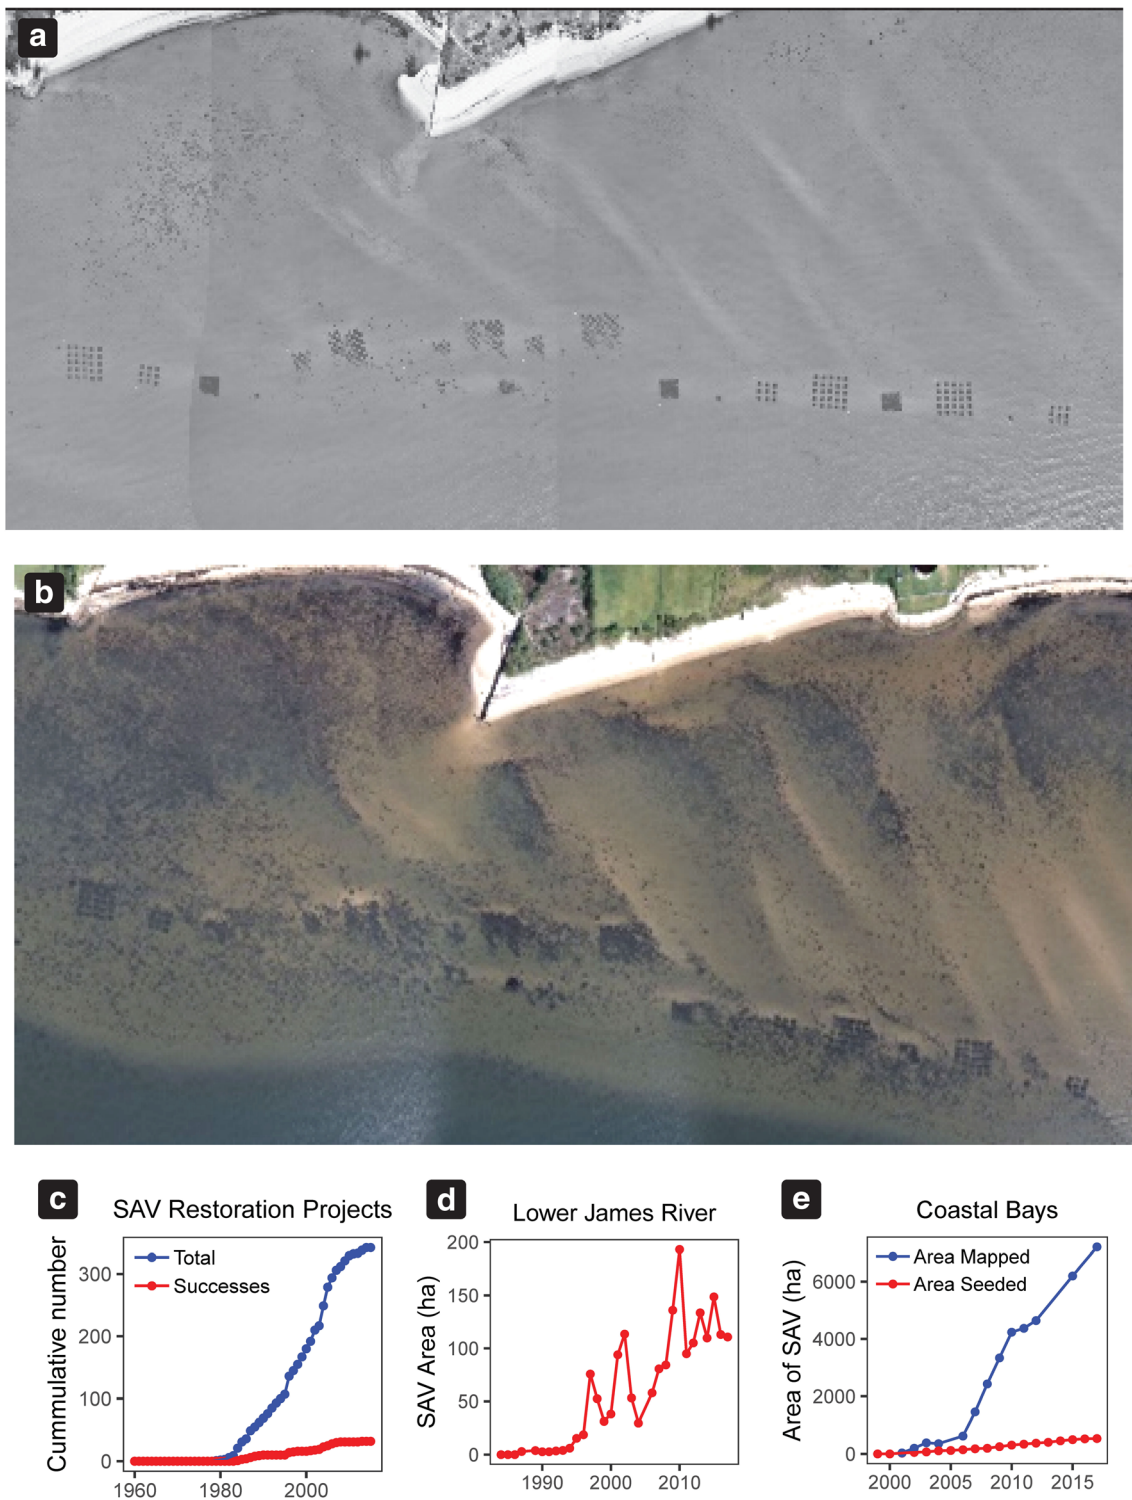 a
b
c
SAV Restoration Projects
Cummulative number
Total
Successes
300
200
100
0
1960
1980
2000
d
Lower James River
SAV Area (ha)
200
150
100
50
0
1990
2000
2010
e
Coastal Bays
Area of SAV (ha)
Area Mapped
Area Seeded
6000
4000
2000
0
2000
2005
2010
2015